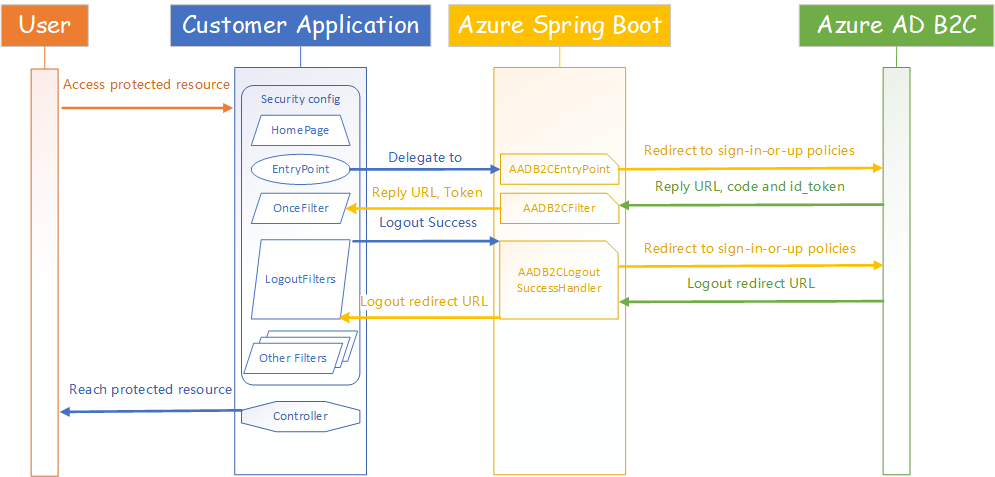 User
Customer Application
Azure Spring Boot
Azure AD B2C
Access protected resource
Security config
HomePage
EntryPoint
Delegate to
AADB2CEntryPoint
Redirect to sign-in-or-up policies
Reply URL, code and id_token
OnceFilter
Reply URL, Token
AADB2CFilter
Logout Success
LogoutFilters
AADB2CLogout
SuccessHandler
Redirect to sign-in-or-up policies
Logout redirect URL
Logout redirect URL
Other Filters
Reach protected resource
Controller